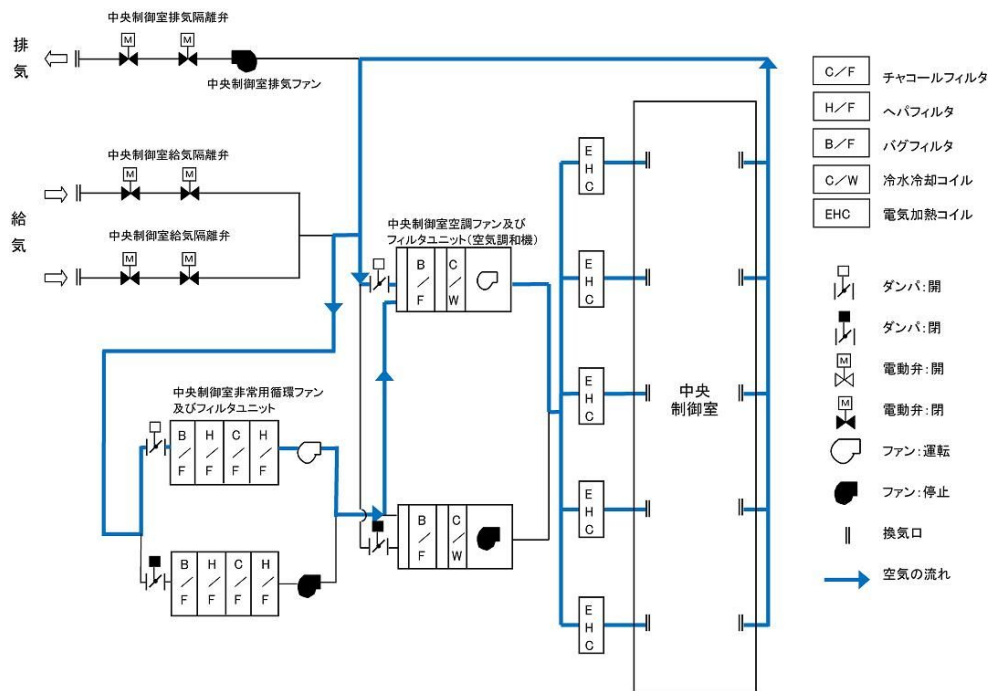 中央制御室排気隔離弁
M
M
排
気
中央制御室排気ファン
中央制御室給気隔離弁
M
M
給
気
中央制御室給気隔離弁
M
M
中央制御室空調ファン及び
フィルタユニット(空気調和機)
B/F
C/W
中央制御室非常用循環ファン
及びフィルタユニット
B/F
H/F
C/F
H/F
B/F
H/F
C/F
H/F
B/F
C/W
EHC
EHC
EHC
EHC
EHC
中央
制御室
C/F
チャコールフィルタ
H/F
ヘパフィルタ
B/F
バグフィルタ
C/W
冷水冷却コイル
EHC
電気加熱コイル
ダンパ:開
ダンパ:閉
M
電動弁:開
M
電動弁:閉
ファン:運転
ファン:停止
換気口
空気の流れ